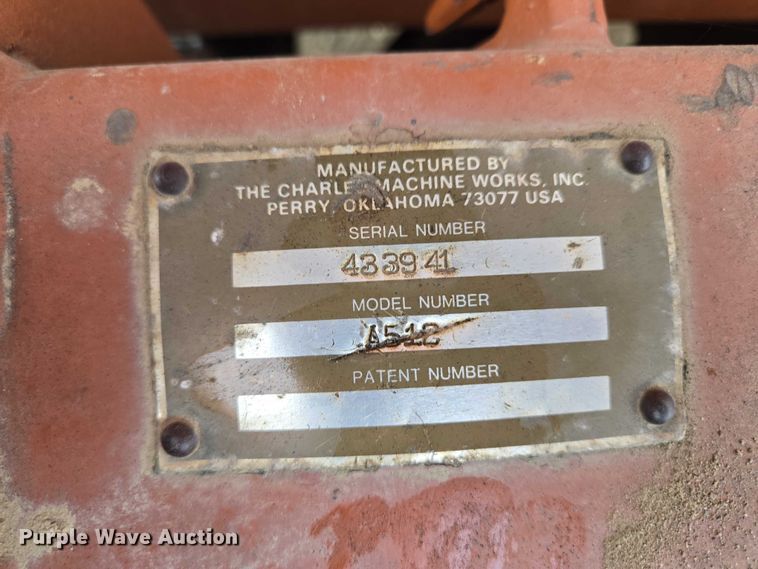 MANUFACTURED BY
THE CHARLES MACHINE WORKS, INC.
PERRY, OKLAHOMA 73077 USA
SERIAL NUMBER
433941
MODEL NUMBER
A512
PATENT NUMBER
Purple Wave Auction